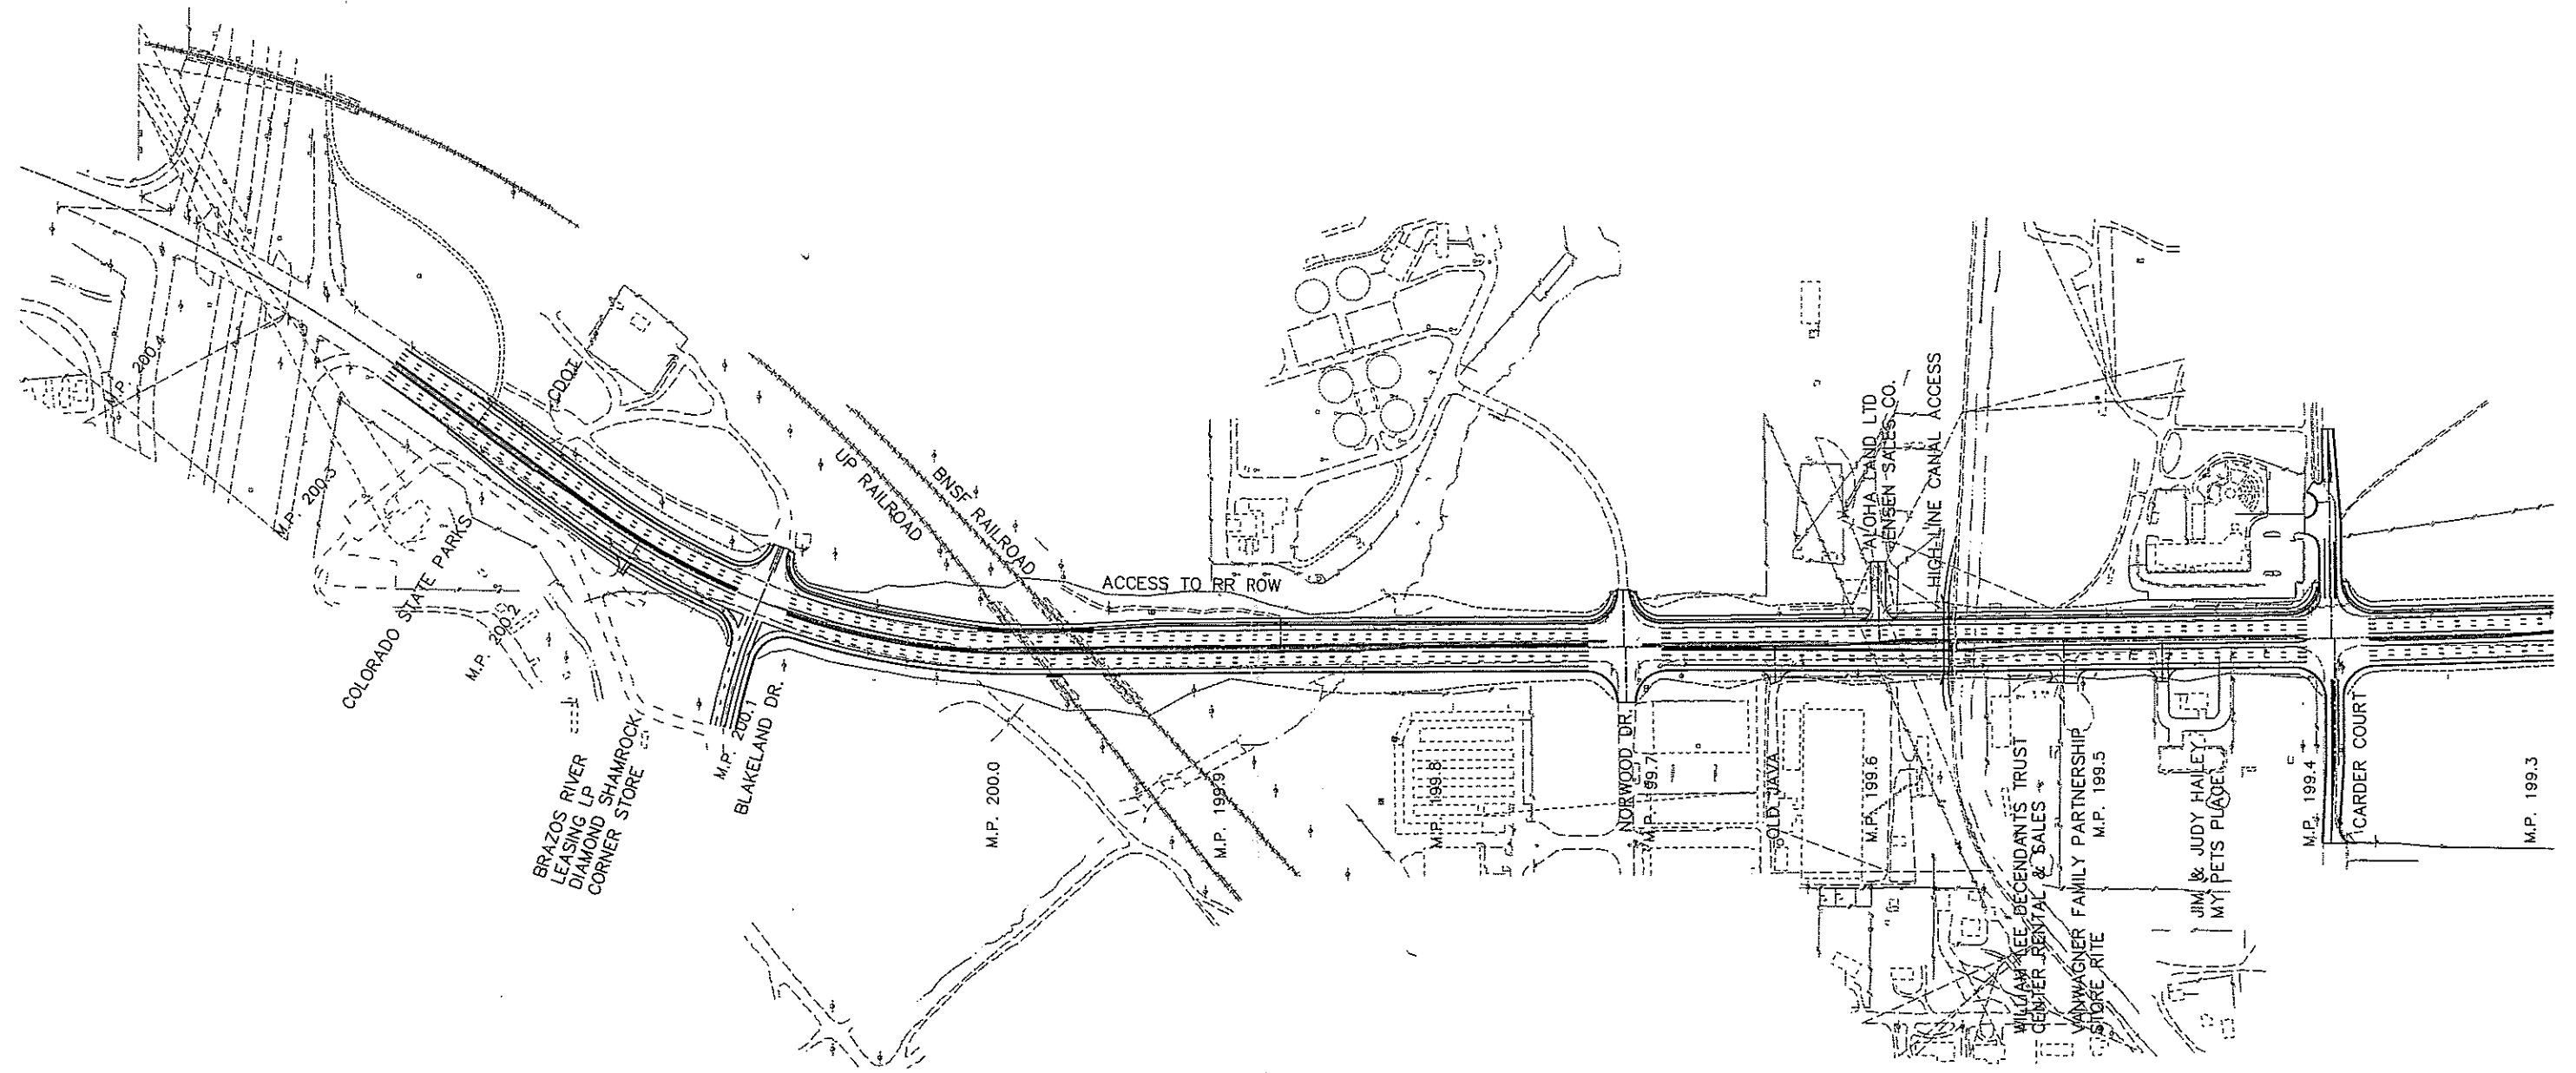 M.P. 200.4
M.P. 200.3
CDOT
COLORADO STATE PARKS
M.P. 200.2
BRAZOS RIVER
LEASING LP
DIAMOND SHAMROCK
CORNER STORE
M.P. 200.1
BLAKELAND DR.
UP RAILROAD
BNSF RAILROAD
M.P. 200.0
ACCESS TO RR ROW
M.P. 199.9
M.P. 199.8
NORWOOD DR.
M.P. 199.7
SOLD JAVA
M.P. 199.6
ALOHA LAND LTD
JENSEN SALES CO.
HIGH-LINE CANAL ACCESS
WILLIAM KEE DECENDANTS TRUST
CENTER RENTAL & SALES
VANWAGNER FAMILY PARTNERSHIP
STORE RITE
M.P. 199.5
JIM & JUDY HAILEY
MY PETS PLACE
M.P. 199.4
CARDER COURT
M.P. 199.3